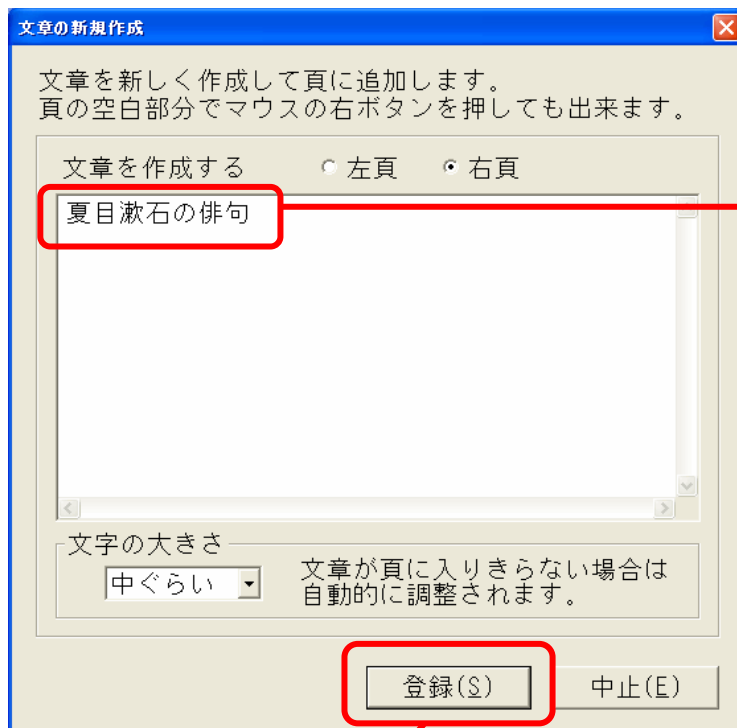 文章の新規作成
文章を新しく作成して頁に追加します。
頁の空白部分でマウスの右ボタンを押しても出来ます。
文章を作成する 左頁 右頁
夏目漱石の俳句
文字の大きさ
中ぐらい
文章が頁に入りきらない場合は
自動的に調整されます。
登録(S) 中止(E)